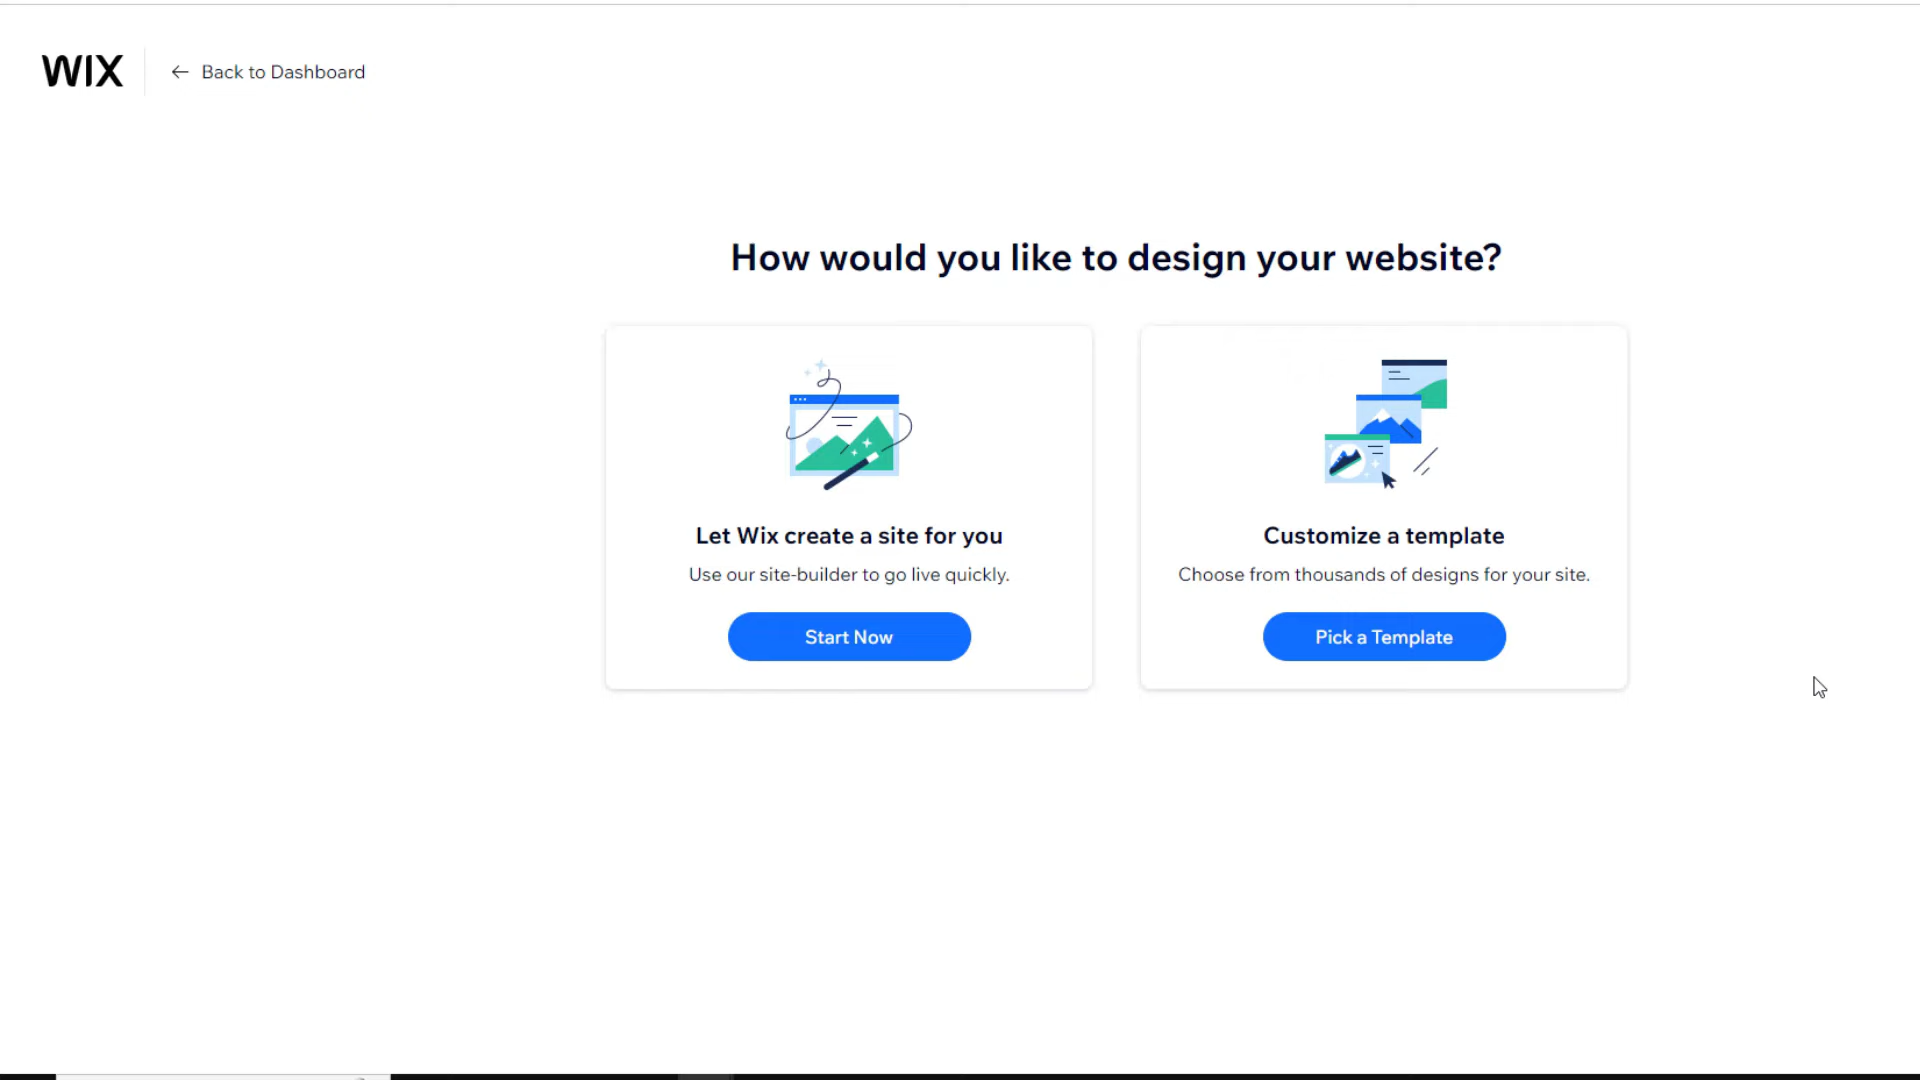 WIX
Back to Dashboard
How would you like to design your website?
Let Wix create a site for you
Use our site-builder to go live quickly.
Start Now
Customize a template
Choose from thousands of designs for your site.
Pick a Template